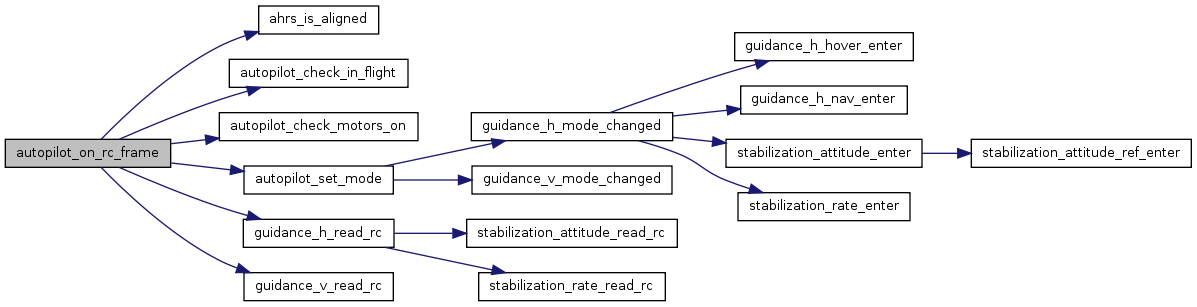 ahrs_is_aligned
guidance_h_hover_enter
autopilot_check_in_flight
guidance_h_nav_enter
autopilot_check_motors_on
guidance_h_mode_changed
autopilot_on_rc_frame
stabilization_attitude_enter
stabilization_attitude_ref_enter
autopilot_set_mode
guidance_v_mode_changed
stabilization_rate_enter
guidance_h_read_rc
stabilization_attitude_read_rc
guidance_v_read_rc
stabilization_rate_read_rc